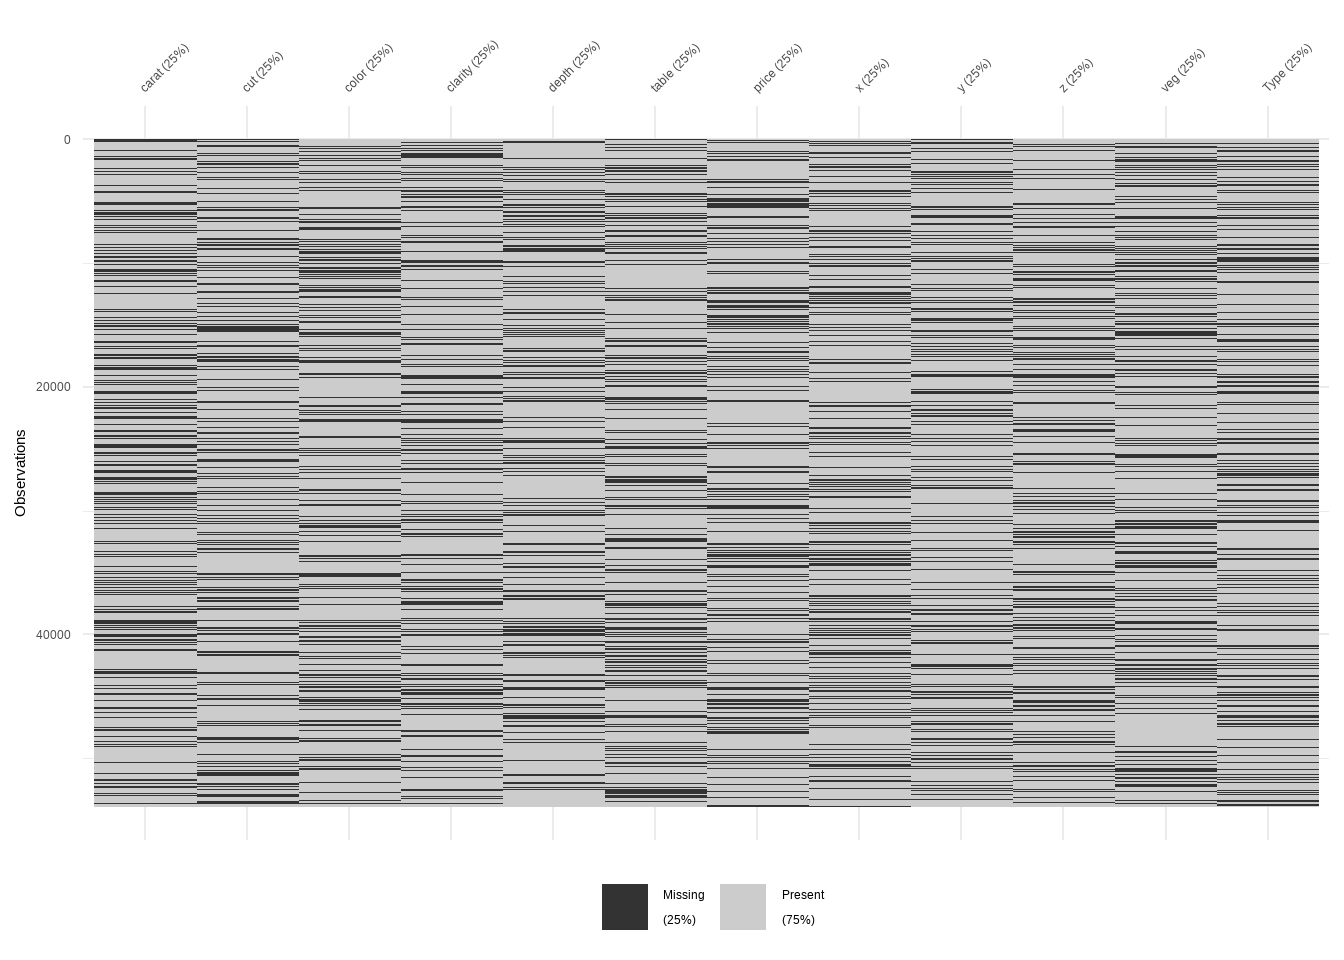 carat (25%)
cut (25%)
color (25%)
clarity (25%)
depth (25%)
table (25%)
price (25%)
x (25%)
y (25%)
z (25%)
veg (25%)
Type (25%)
0
20000
40000
Observations
Missing
(25%)
Present
(75%)